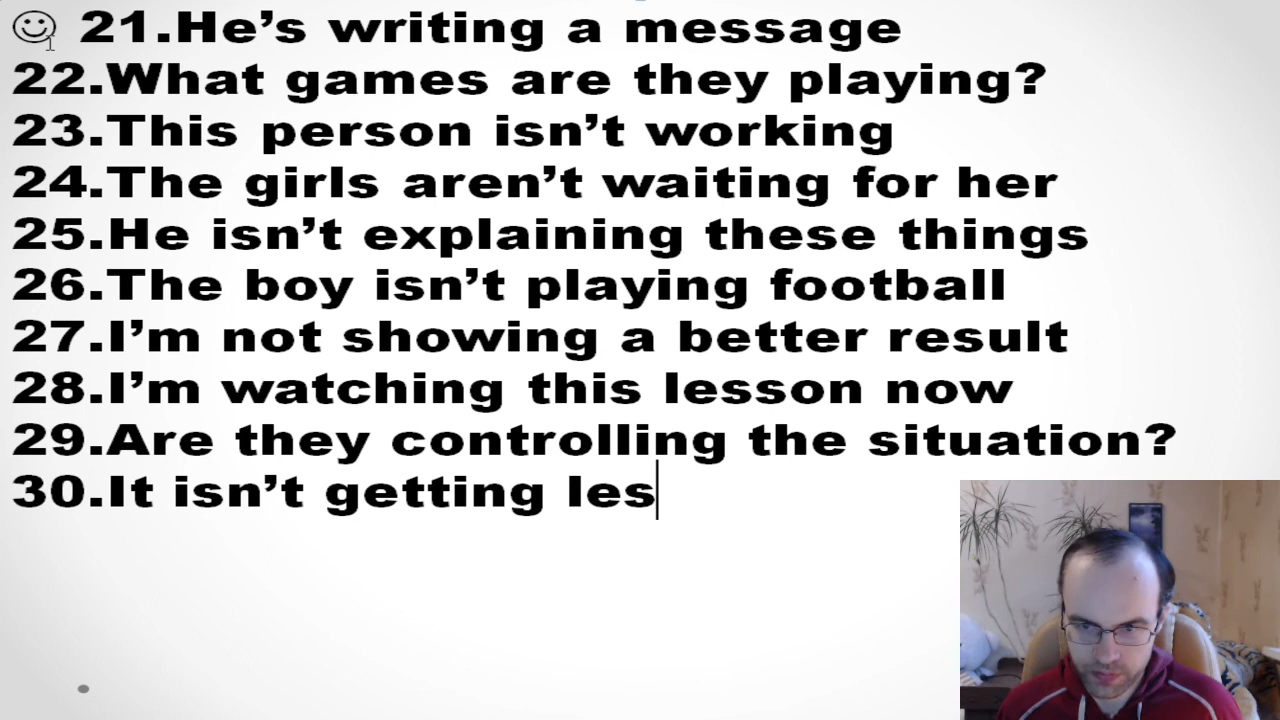 21.He’s writing a message
22.What games are they playing?
23.This person isn’t working
24.The girls aren’t waiting for her
25.He isn’t explaining these things
26.The boy isn’t playing football
27.I’m not showing a better result
28.I’m watching this lesson now
29.Are they controlling the situation?
30.It isn’t getting les